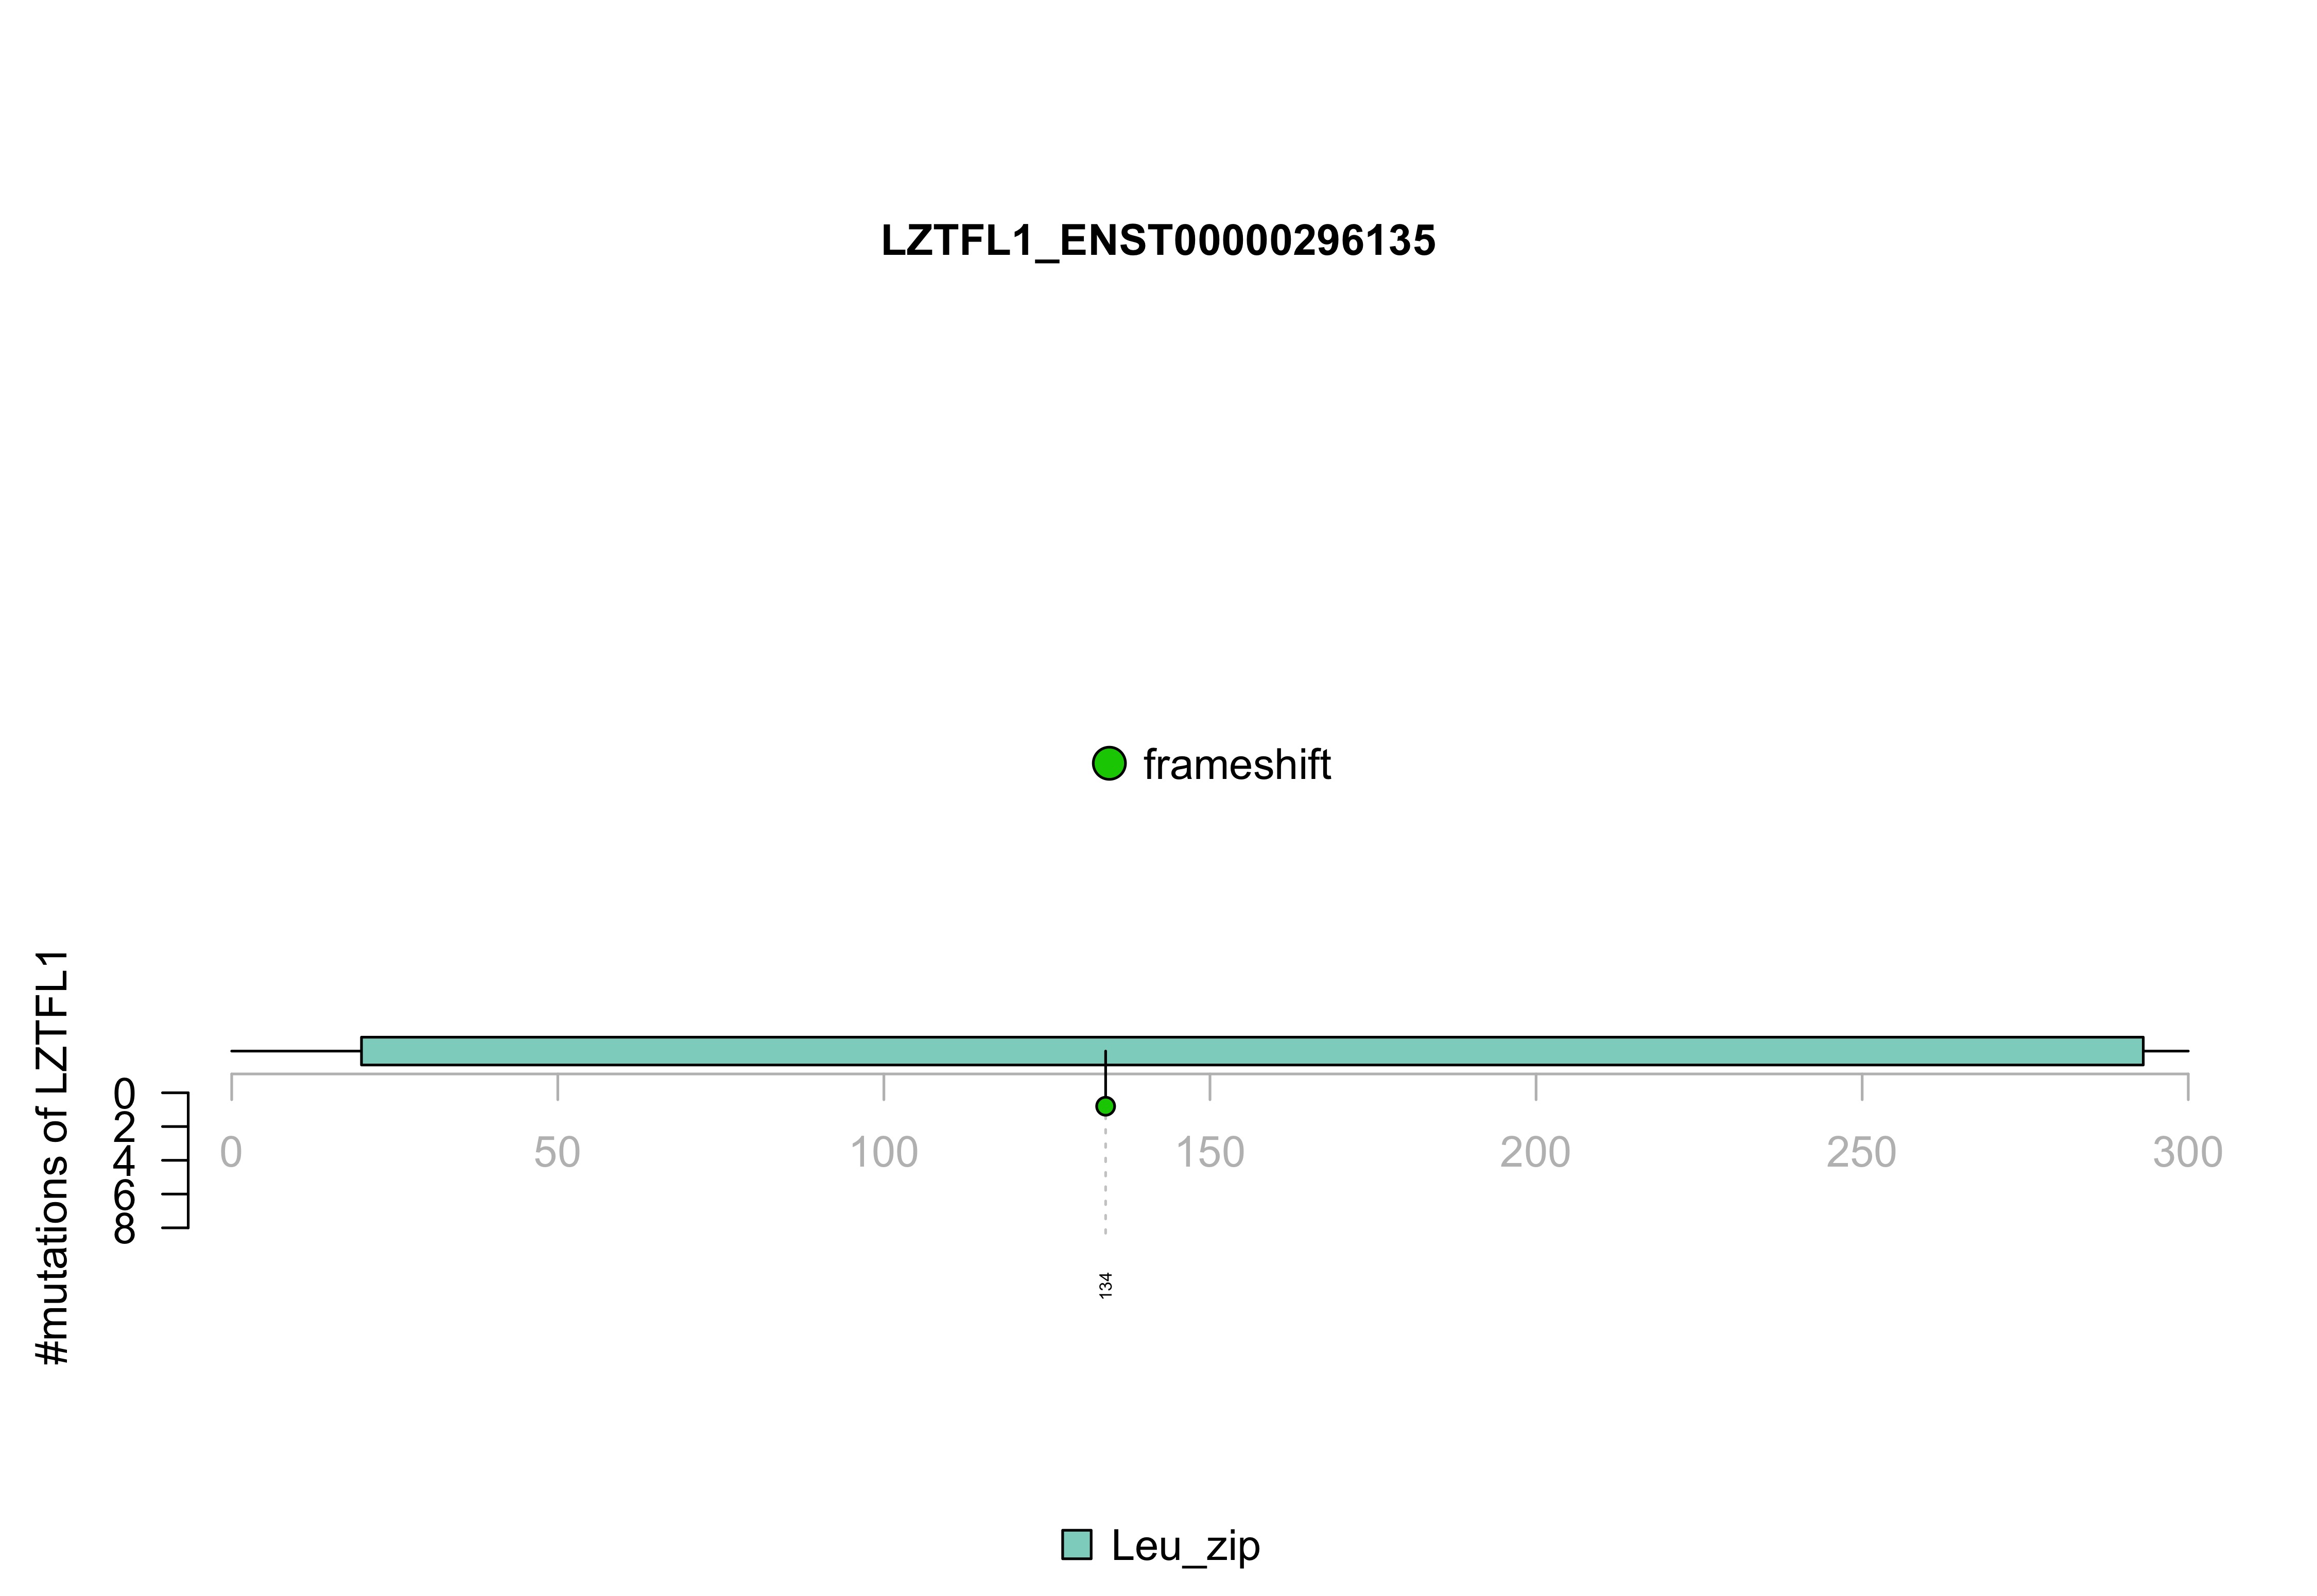 LZTFL1_ENST00000296135
frameshift
#mutations of LZTFL1
0
2
4
6
8
0 50 100 150 200 250 300
134
Leu_zip